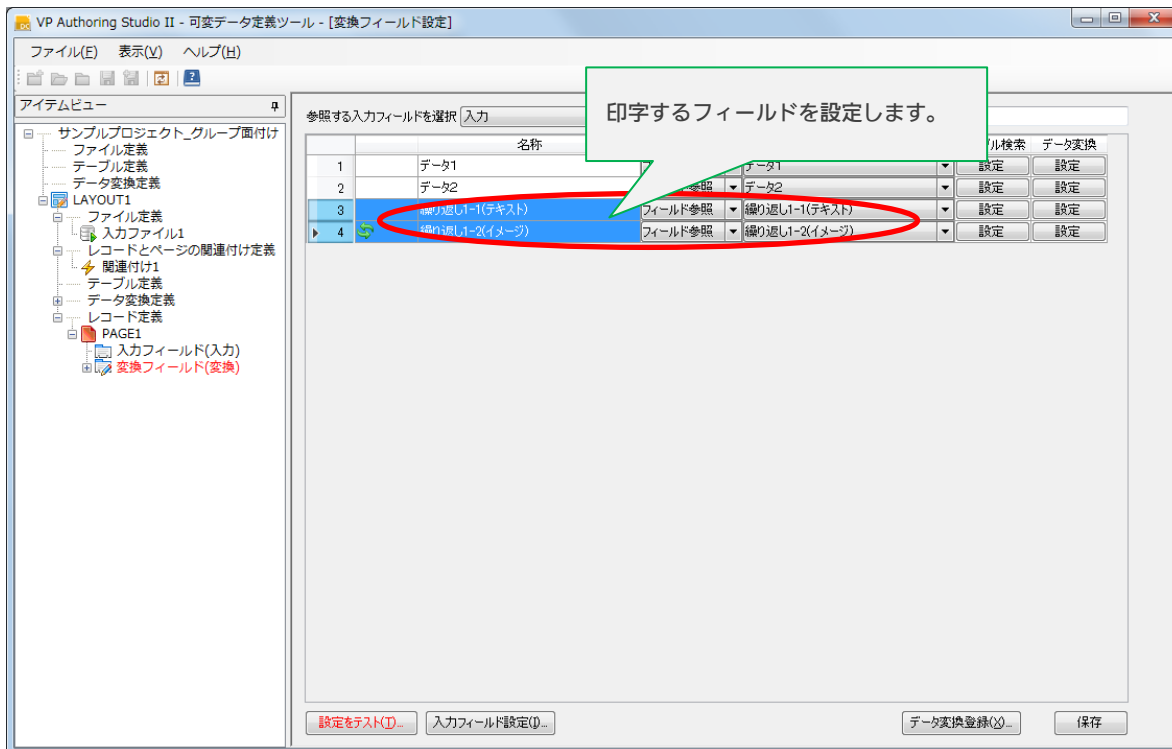 VP Authoring Studio II - 可変データ定義ツール - [変換フィールド設定]
ファイル(F) 表示(V) ヘルプ(H)
アイテムビュー
サンプルプロジェクト_グループ面付け
ファイル定義
テーブル定義
データ変換定義
LAYOUT1
ファイル定義
入力ファイル1
レコードとページの関連付け定義
関連付け1
テーブル定義
データ変換定義
レコード定義
PAGE1
入力フィールド(入力)
変換フィールド(変換)
参照する入力フィールドを選択 入力
印字するフィールドを設定します。
名称 ル検索 データ変換
1 データ1 データ1 設定 設定
2 データ2 フィールド参照 データ2 設定 設定
3 繰り返し1-1(テキスト) フィールド参照 繰り返し1-1(テキスト) 設定 設定
4 繰り返し1-2(イメージ) フィールド参照 繰り返し1-2(イメージ) 設定 設定
設定をテスト(T)... 入力フィールド設定(I)... データ変換登録(X)... 保存